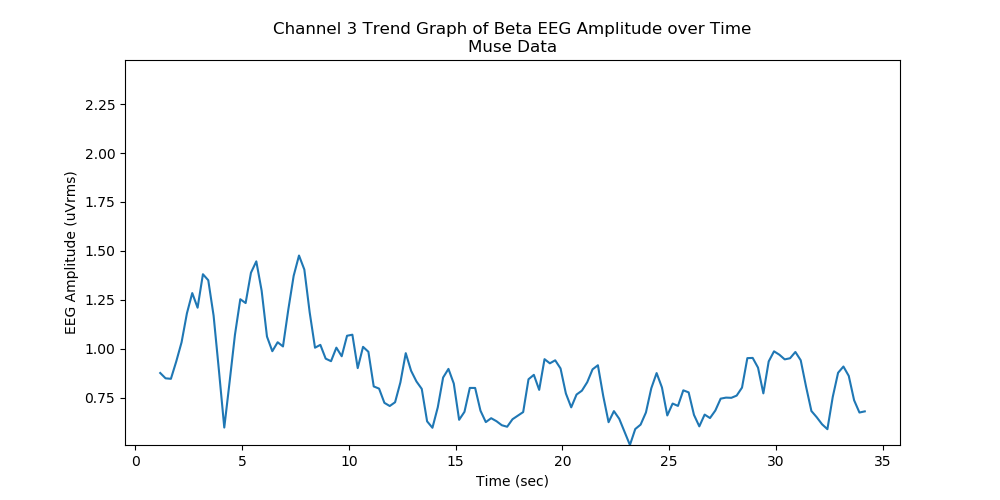 Channel 3 Trend Graph of Beta EEG Amplitude over Time
Muse Data
EEG Amplitude (uVrms)
2.25
2.00
1.75
1.50
1.25
1.00
0.75
0 5 10 15 20 25 30 35
Time (sec)